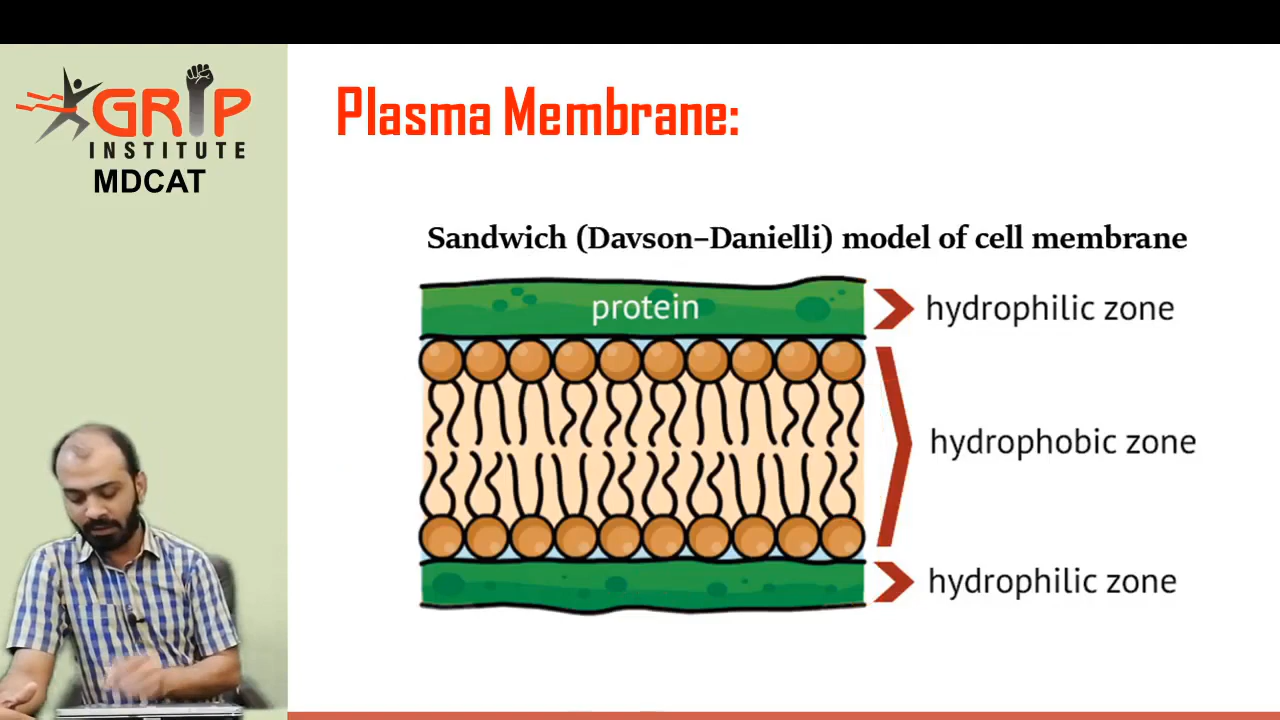 GRIP
INSTITUTE
MDCAT
Plasma Membrane:
Sandwich (Davson–Danielli) model of cell membrane
protein
hydrophilic zone
hydrophobic zone
hydrophilic zone